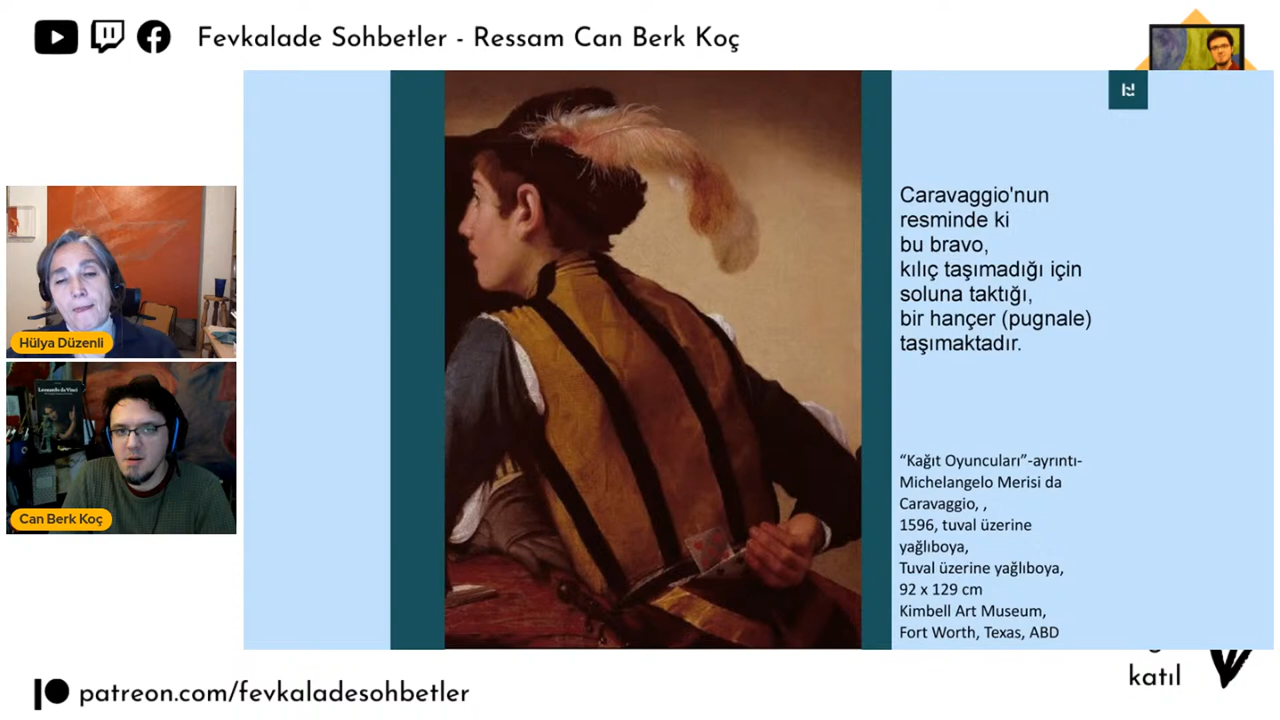 Fevkalade Sohbetler - Ressam Can Berk Koç
Hülya Düzenli
Can Berk Koç
Caravaggio'nun
resminde ki
bu bravo,
kılıç taşımadığı için
soluna taktığı,
bir hançer (pugnale)
taşımaktadır.
“Kağıt Oyuncuları”-ayrıntı-
Michelangelo Merisi da
Caravaggio, ,
1596, tuval üzerine
yağlıboya,
Tuval üzerine yağlıboya,
92 x 129 cm
Kimbell Art Museum,
Fort Worth, Texas, ABD
katıl
patreon.com/fevkaladesohbetler